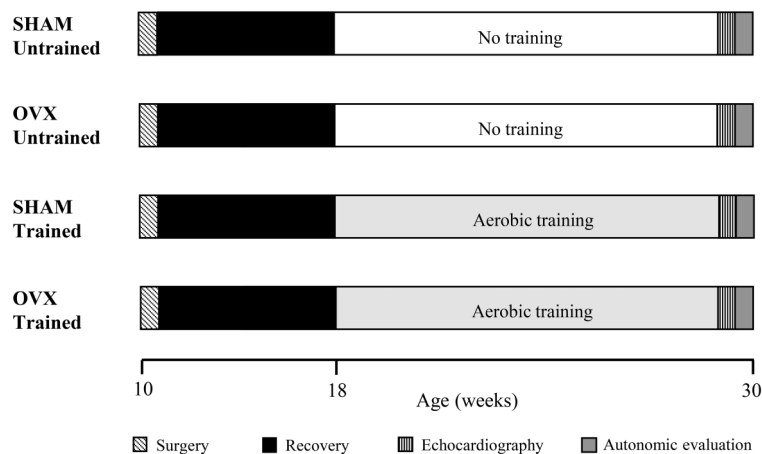 SHAM
Untrained
No training
OVX
Untrained
No training
SHAM
Trained
Aerobic training
OVX
Trained
Aerobic training
10
18
30
Age (weeks)
Surgery
Recovery
Echocardiography
Autonomic evaluation